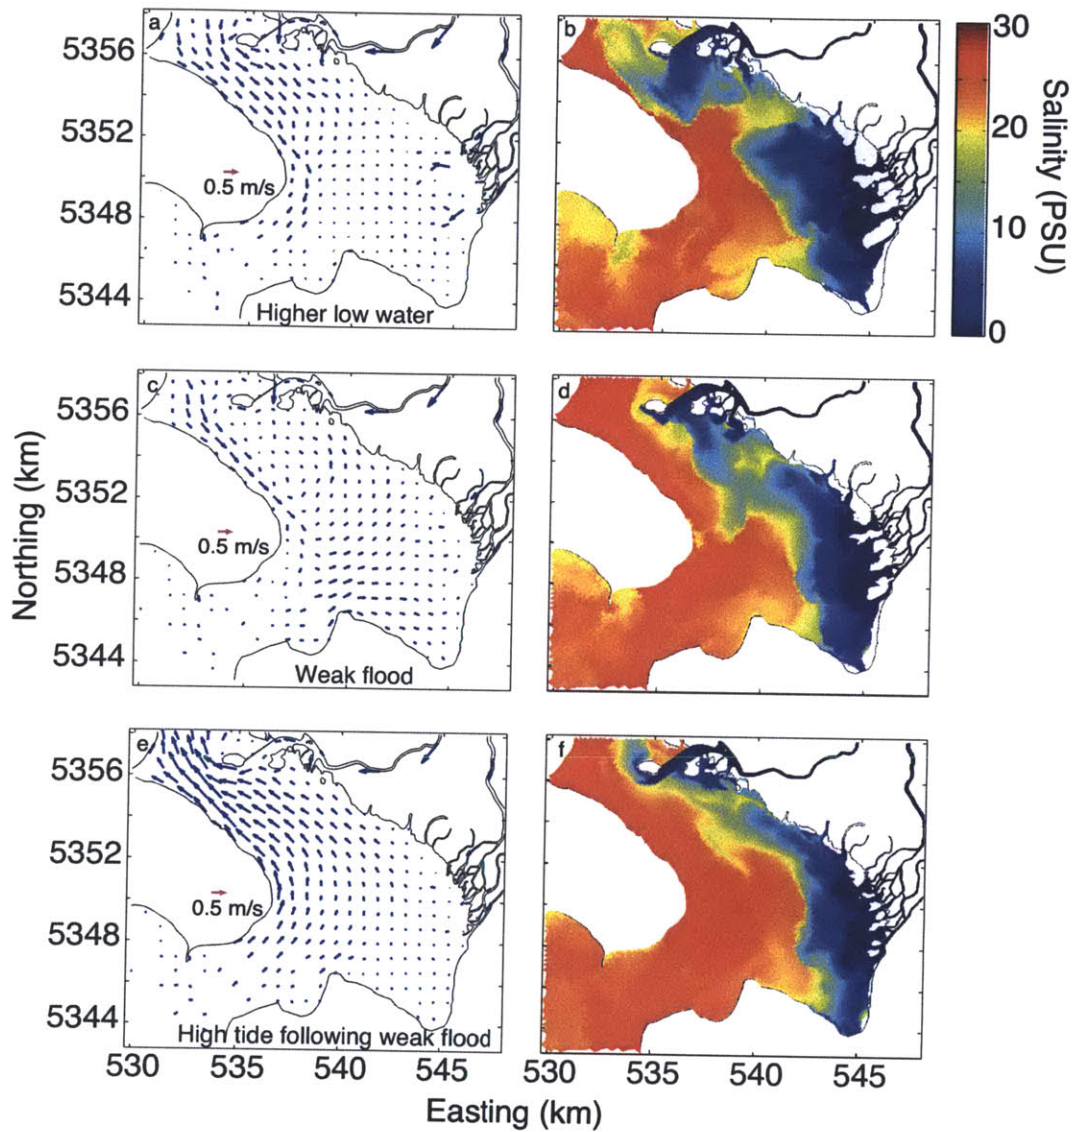 a
5356
5352
0.5 m/s
5348
5344
Higher low water
b
30
20
10
0
Salinity (PSU)
c
5356
5352
0.5 m/s
5348
5344
Weak flood
d
Northing (km)
e
5356
5352
0.5 m/s
5348
5344
High tide following weak flood
f
530 535 540 545
530 535 540 545
Easting (km)